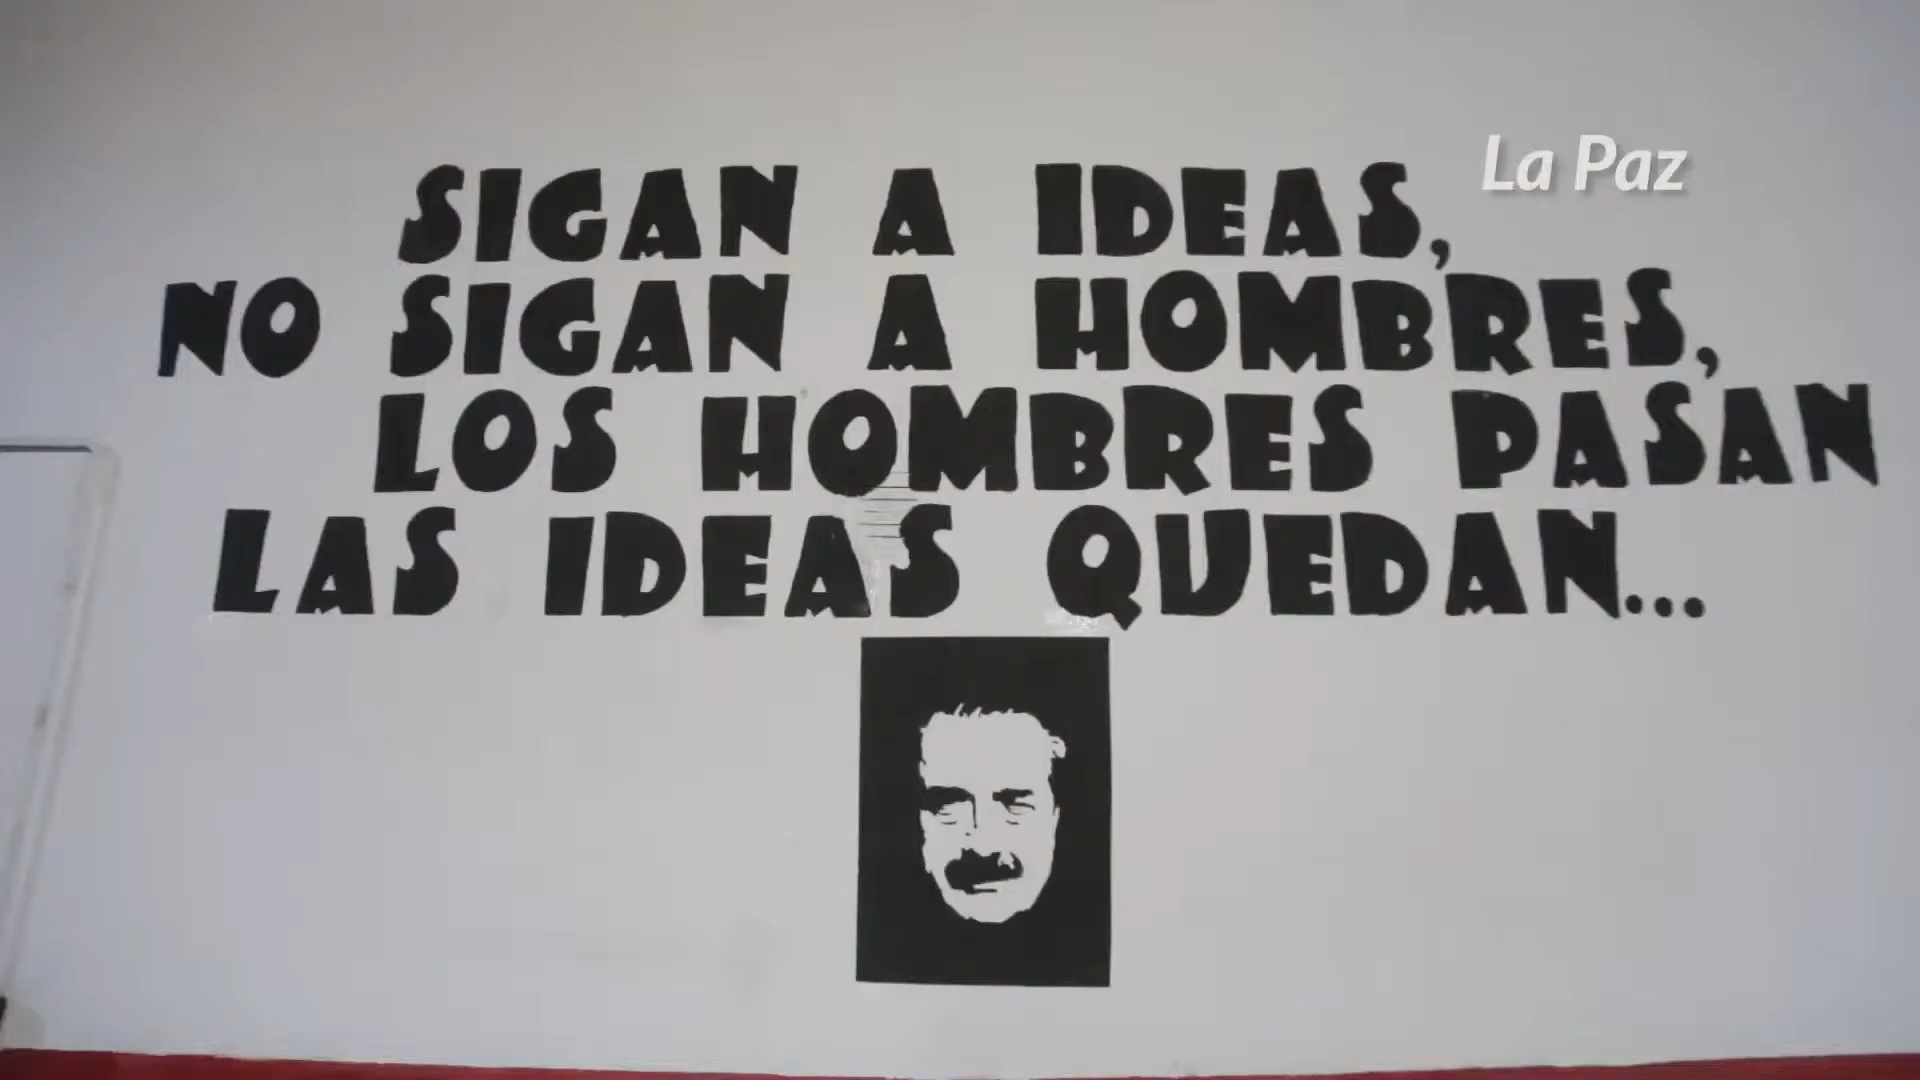 La Paz
SIGAN A IDEAS,
NO SIGAN A HOMBRES,
LOS HOMBRES PASAN
LAS IDEAS QUEDAN...